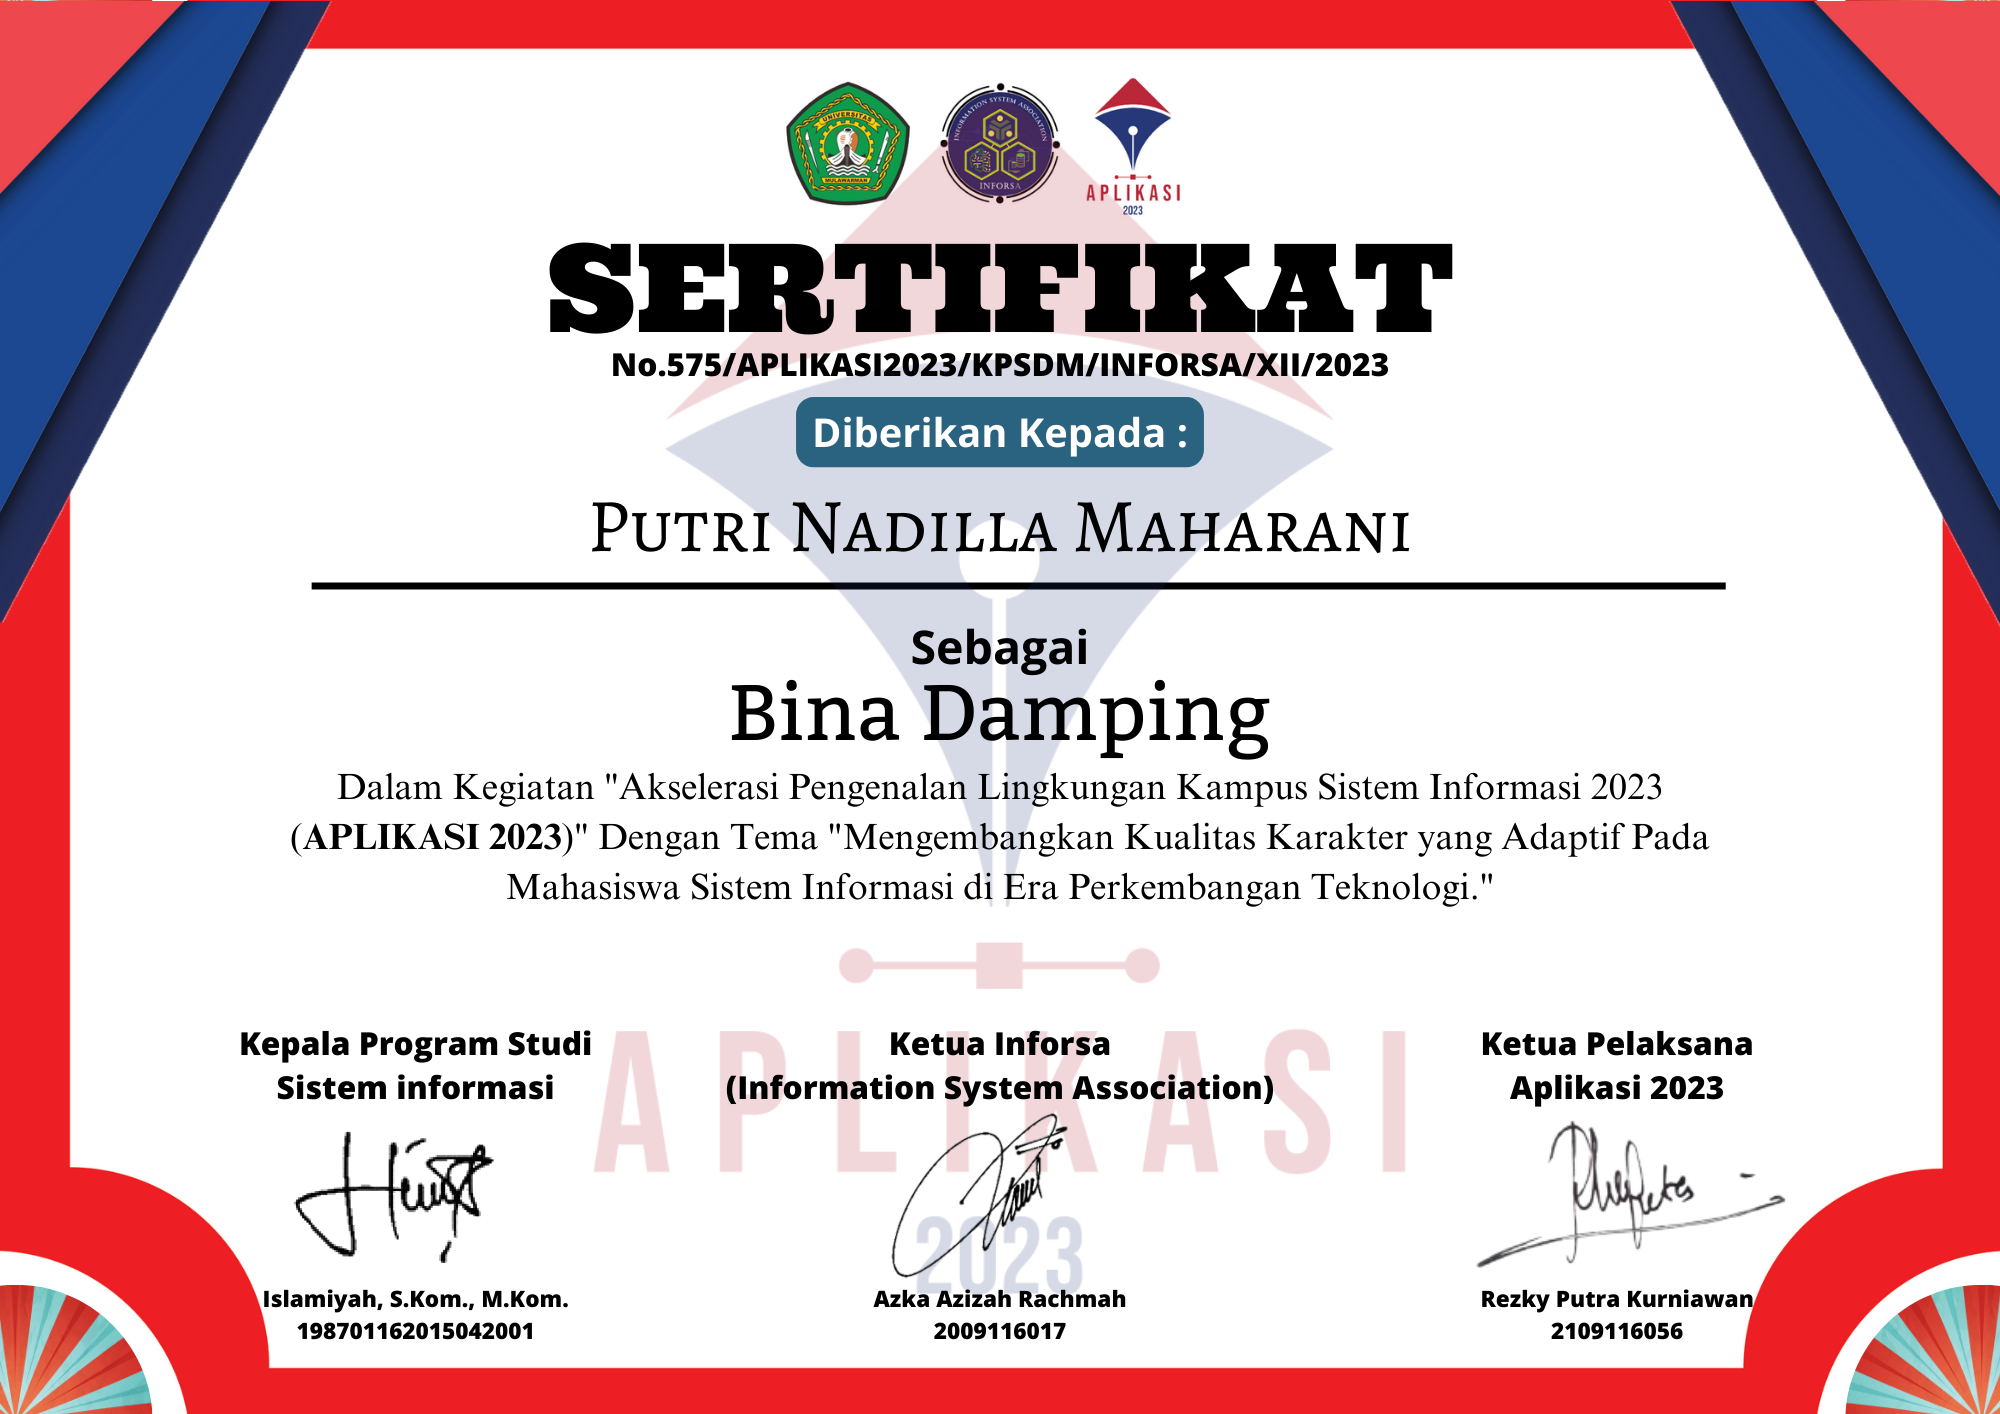 UNIVERSITAS
MULAWARMAN
INFORMATION SYSTEM ASSOCIATION
INFORSA
APLIKASI
2023
SERTIFIKAT
No.575/APLIKASI2023/KPSDM/INFORSA/XII/2023
Diberikan Kepada :
Putri Nadilla Maharani
Sebagai
Bina Damping
Dalam Kegiatan "Akselerasi Pengenalan Lingkungan Kampus Sistem Informasi 2023
(APLIKASI 2023)" Dengan Tema "Mengembangkan Kualitas Karakter yang Adaptif Pada
Mahasiswa Sistem Informasi di Era Perkembangan Teknologi."
Kepala Program Studi
Sistem informasi
Islamiyah, S.Kom., M.Kom.
198701162015042001
Ketua Inforsa
(Information System Association)
Azka Azizah Rachmah
2009116017
Ketua Pelaksana
Aplikasi 2023
Rezky Putra Kurniawan
2109116056
APLIKASI
2023